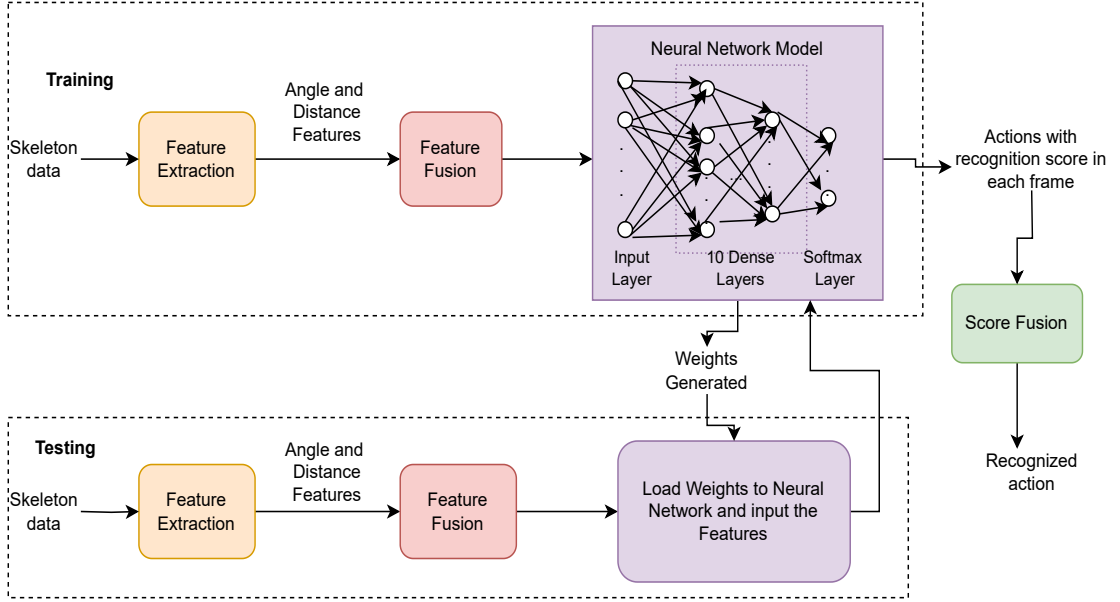 Training
Skeleton
data
Feature
Extraction
Angle and
Distance
Features
Feature
Fusion
Neural Network Model
Input
Layer
10 Dense
Layers
Softmax
Layer
Actions with
recognition score in
each frame
Score Fusion
Recognized
action
Weights
Generated
Testing
Skeleton
data
Feature
Extraction
Angle and
Distance
Features
Feature
Fusion
Load Weights to Neural
Network and input the
Features